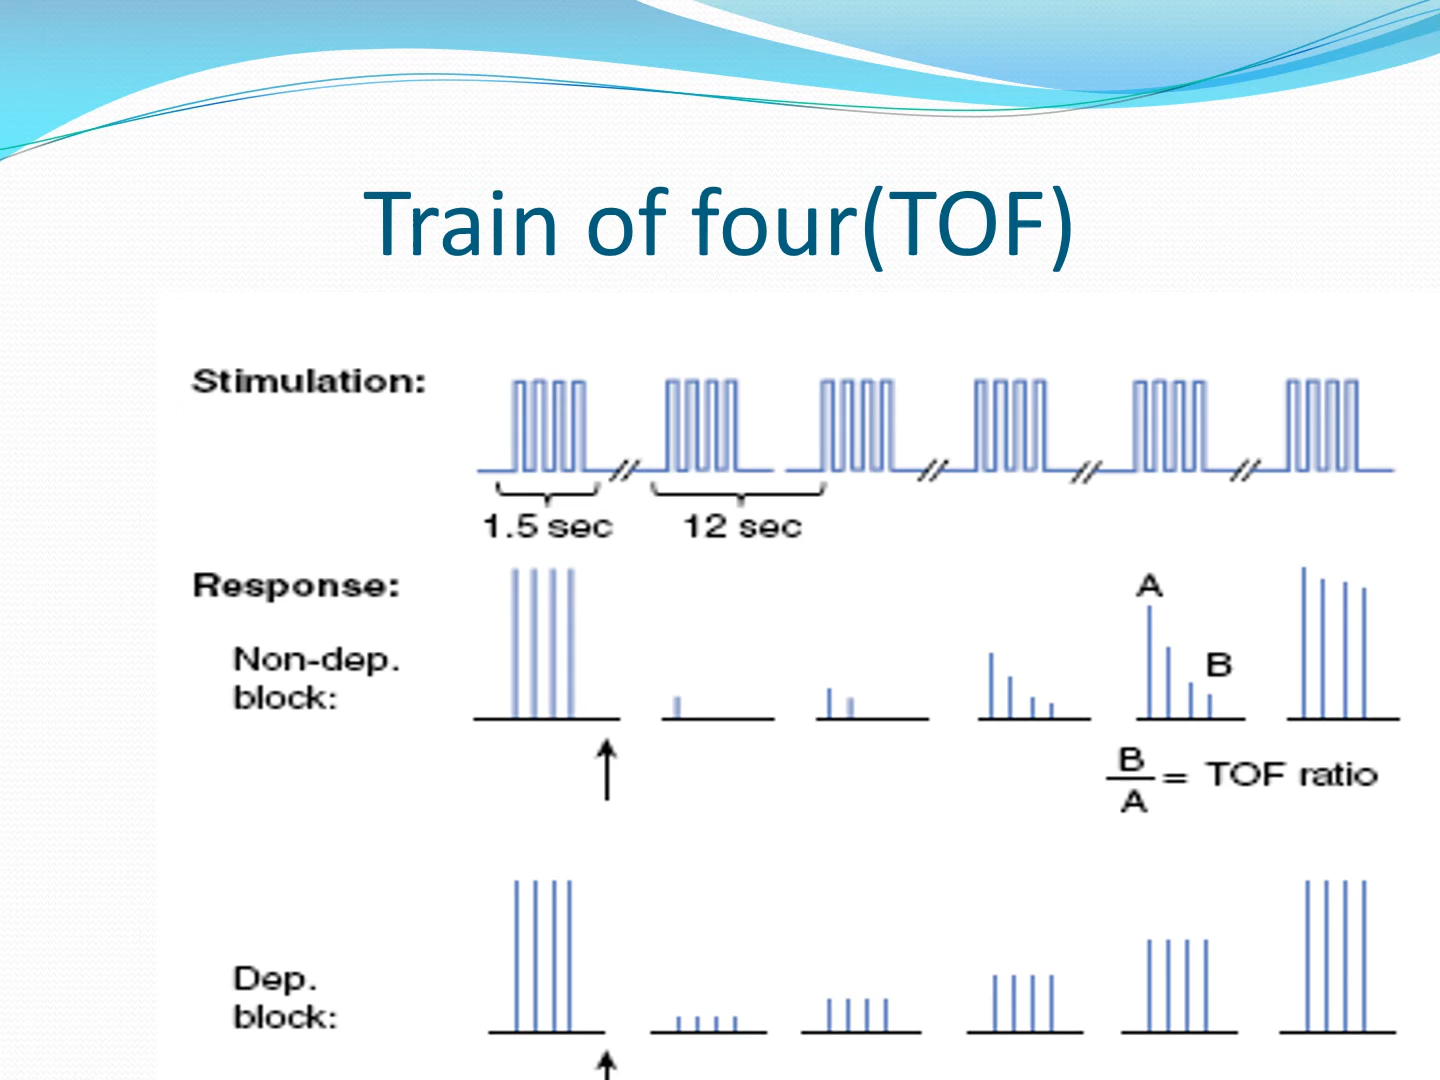 Train of four(TOF)
Stimulation:
1.5 sec
12 sec
Response:
A
Non-dep.
block:
B
B
A
= TOF ratio
Dep.
block: